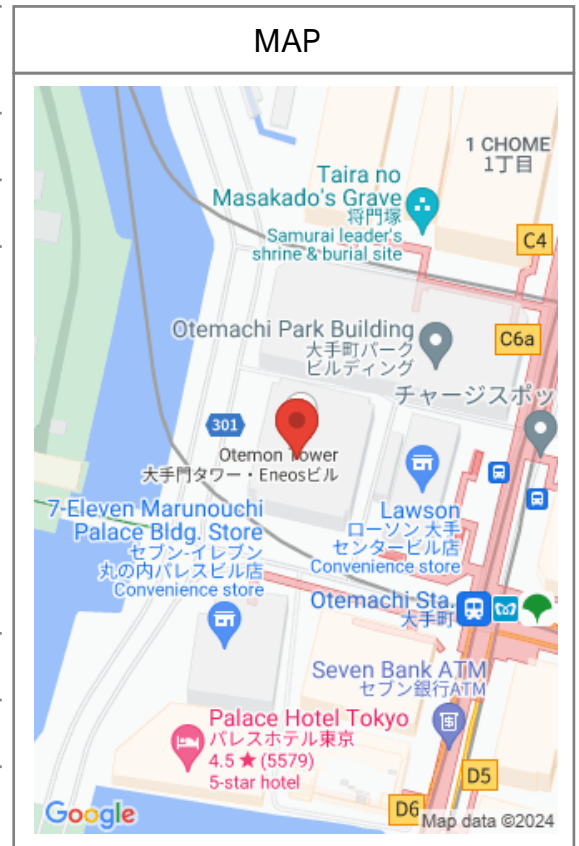 MAP
1 CHOME
1丁目
Taira no
Masakado's Grave
将門塚
Samurai leader's
shrine & burial site
C4
Otemachi Park Building
大手町パーク
ビルディング
C6a
チャージスポッ
301
Otemon Tower
大手門タワー・Eneosビル
7-Eleven Marunouchi
Palace Bldg. Store
セブン-イレブン
丸の内パレスビル店
Convenience store
Lawson
ローソン 大手
センタービル店
Convenience store
Otemachi Sta.
大手町
Seven Bank ATM
セブン銀行ATM
Palace Hotel Tokyo
パレスホテル東京
4.5 ★ (5579)
5-star hotel
D5
D6
Google
Map data ©2024